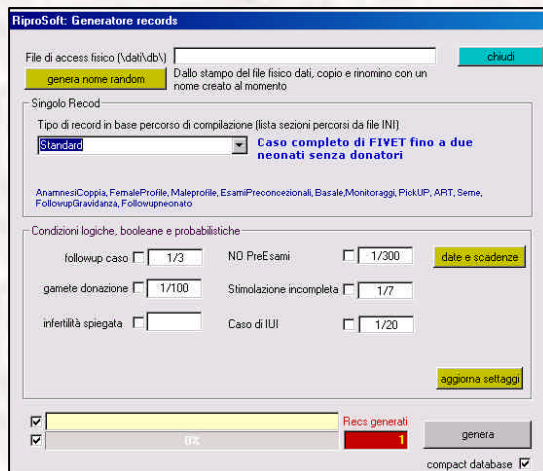 RiproSoft: Generatore records
File di access fisico (\dati\db\)
chiudi
genera nome random
Dallo stampo del file fisico dati, copio e rinomino con un
nome creato al momento
Singolo Recod
Tipo di record in base percorso di compilazione (lista sezioni percorsi da file INI)
Standard
Caso completo di FIVET fino a due
neonati senza donatori
AnamnesiCoppia, FemaleProfile, Maleprofile, EsamiPreconcezionali, Basale,Monitoraggi, PickUP, ART, Seme,
FollowupGravidanza, Followupneonato
Condizioni logiche, booleane e probabilistiche
followup caso 1/3 NO PreEsami 1/300 date e scadenze
gamete donazione 1/100 Stimolazione incompleta 1/7
infertilità spiegata Caso di IUI 1/20
aggiorna settaggi
Recs generati
0% 1 genera
compact database